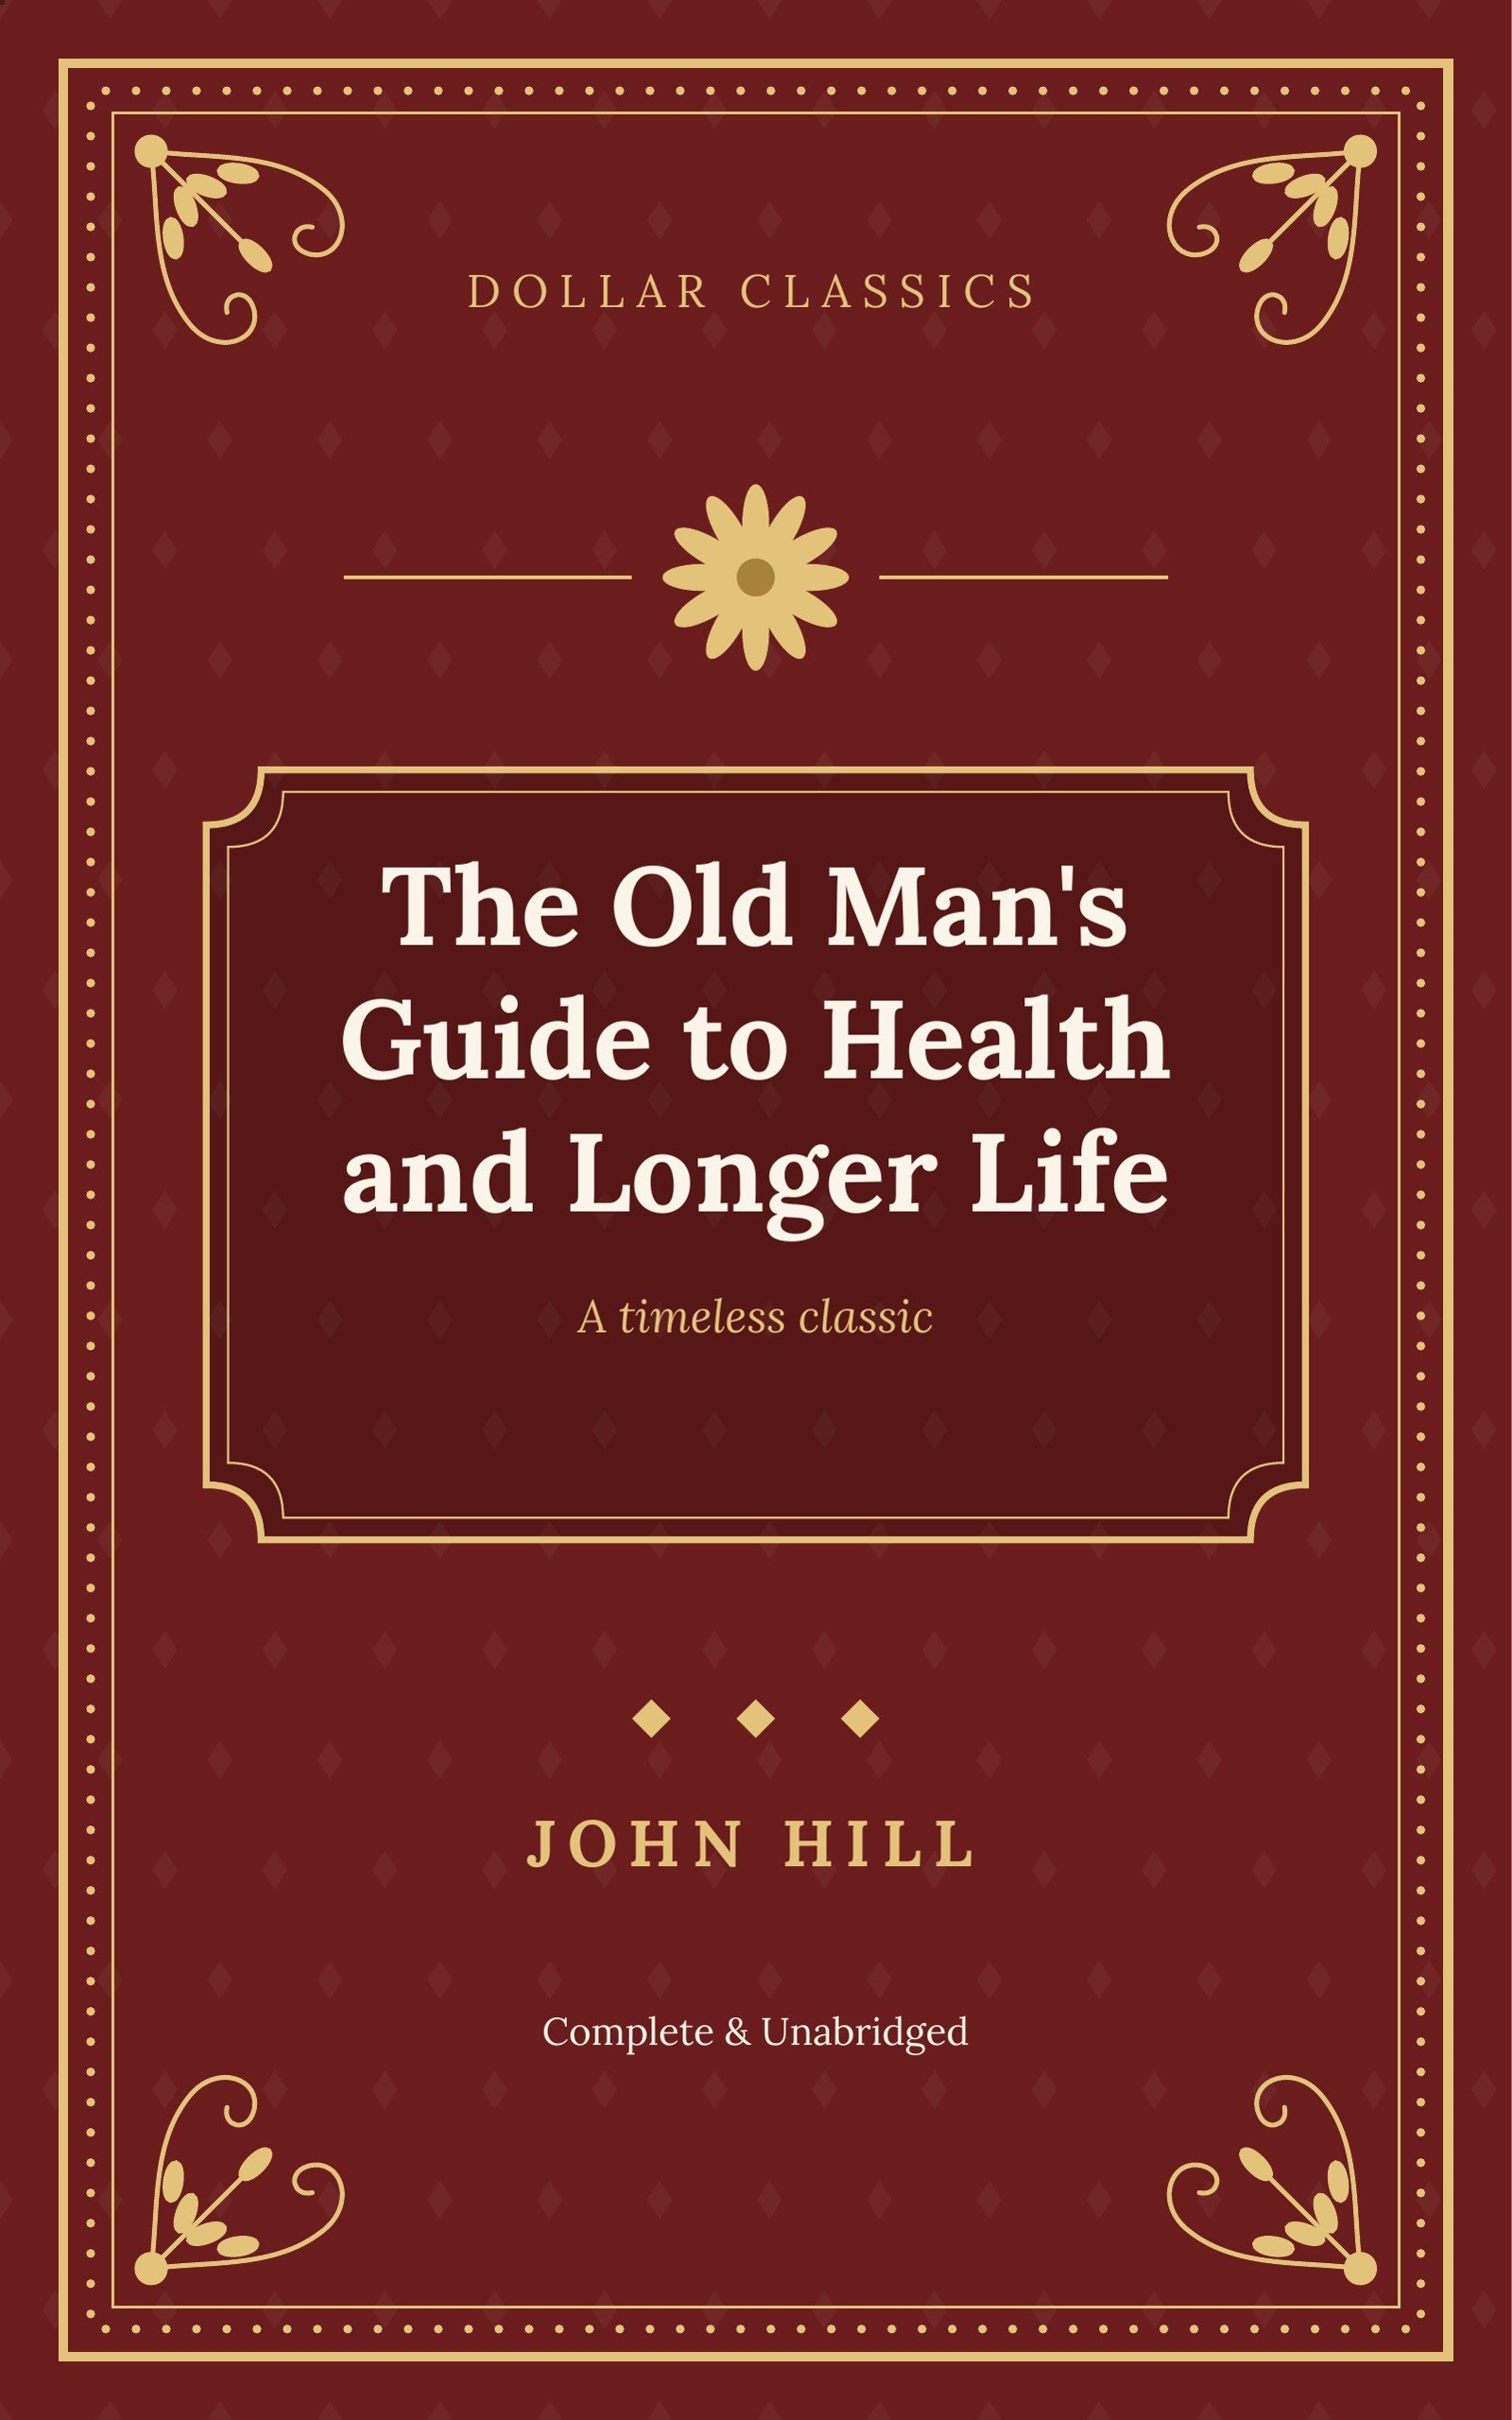 DOLLAR CLASSICS
The Old Man's
Guide to Health
and Longer Life
A timeless classic
JOHN HILL
Complete & Unabridged